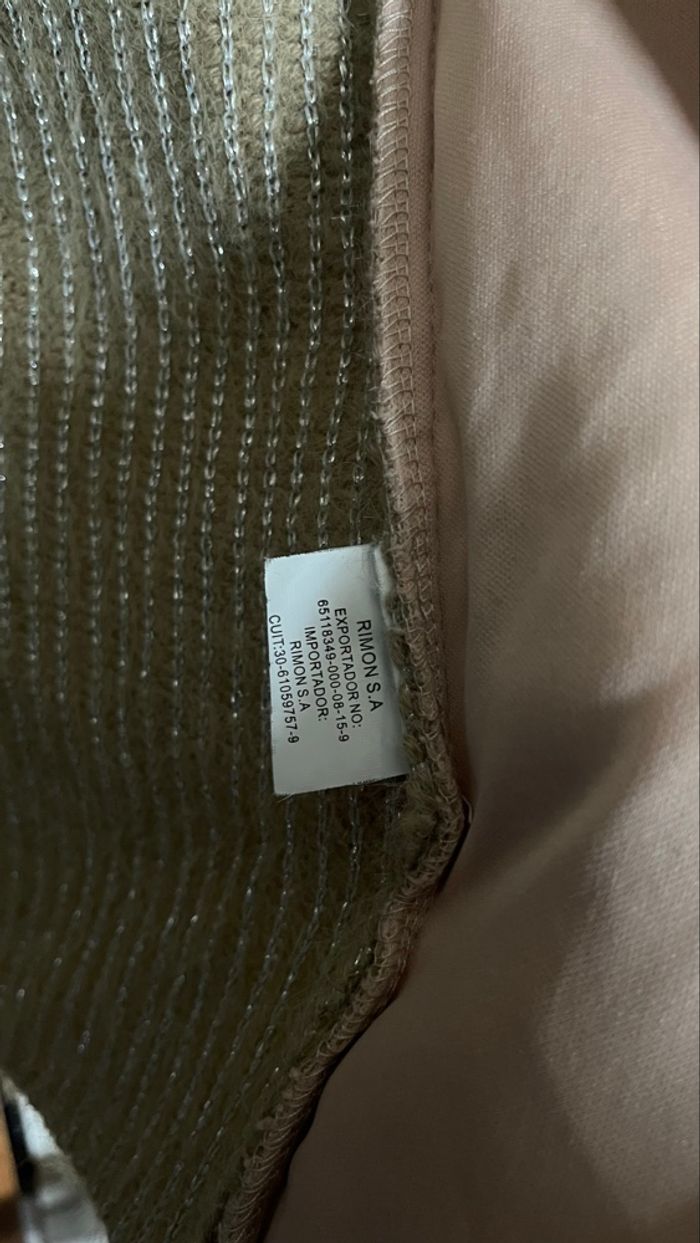 RIMON S.A
EXPORTADOR NO:
65118349-000-08-15-9
IMPORTADOR:
RIMON S.A
CUIT:30-61059757-9